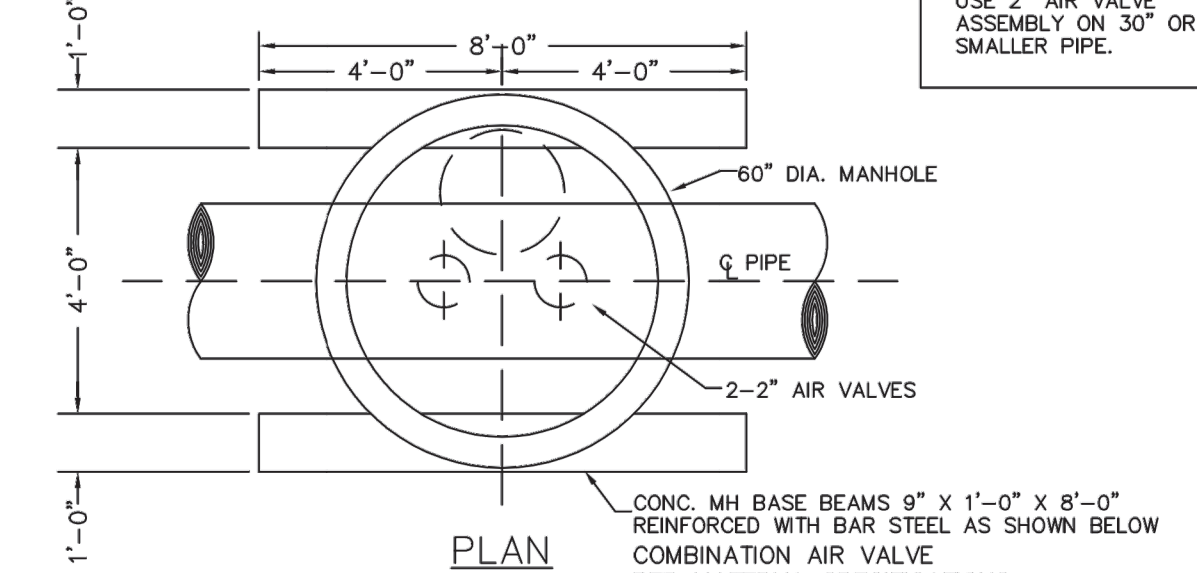 USE 2" AIR VALVE
ASSEMBLY ON 30" OR
SMALLER PIPE.
1'-0"
8'-0"
4'-0"
4'-0"
60" DIA. MANHOLE
4'-0"
℄ PIPE
2-2" AIR VALVES
1'-0"
CONC. MH BASE BEAMS 9" X 1'-0" X 8'-0"
REINFORCED WITH BAR STEEL AS SHOWN BELOW
PLAN
COMBINATION AIR VALVE